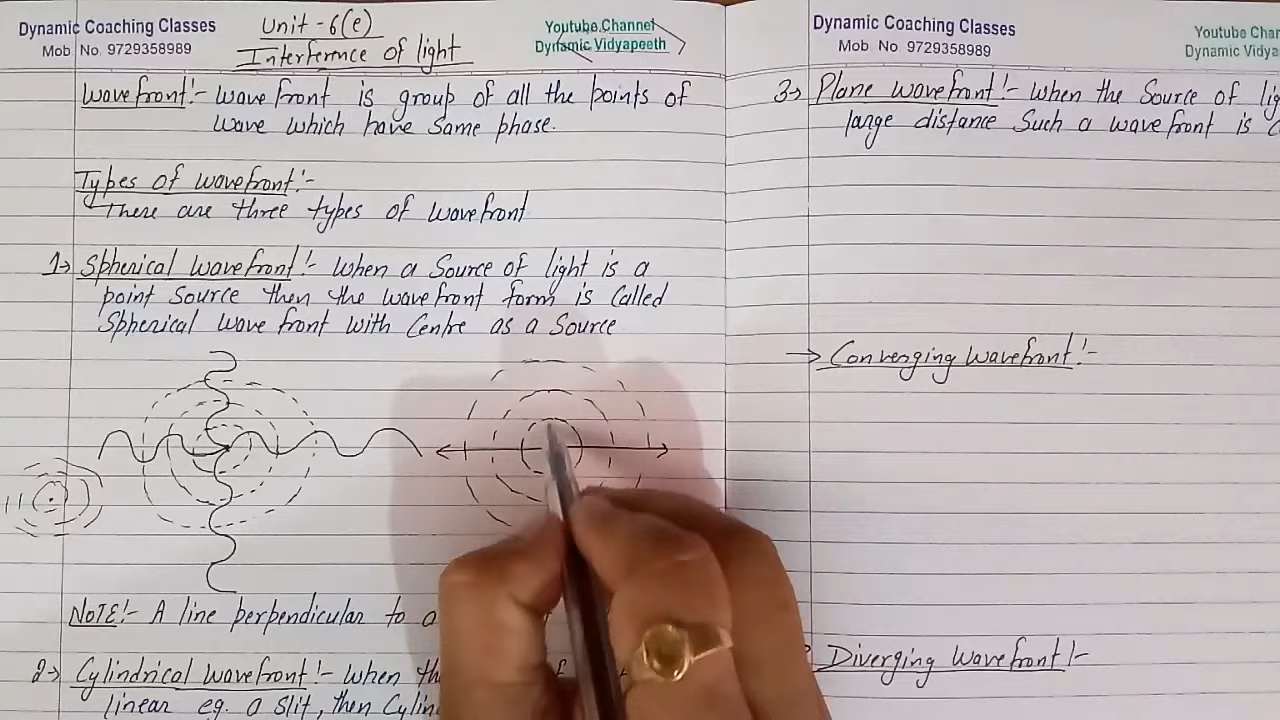 Dynamic Coaching Classes
Mob No. 9729358989
Unit-6(e)
Interference of light
Youtube Channel
Dynamic Vidyapeeth
Wavefront:- Wave front is group of all the points of
wave which have same phase.
Types of wavefront:-
There are three types of wavefront
1→ Spherical wavefront:- When a Source of light is a
point source then the wavefront form is called
Spherical wave front with Centre as a Source
NOTE:- A line perpendicular to a
2→ Cylindrical wavefront:- When th
linear eg. a slit, then Cylin
Dynamic Coaching Classes
Mob No. 9729358989
Youtube Chan
Dynamic Vidya
3→ Plane wavefront:- When the Source of lig
large distance Such a wavefront is
→ Converging Wavefront:-
Diverging Wavefront:-